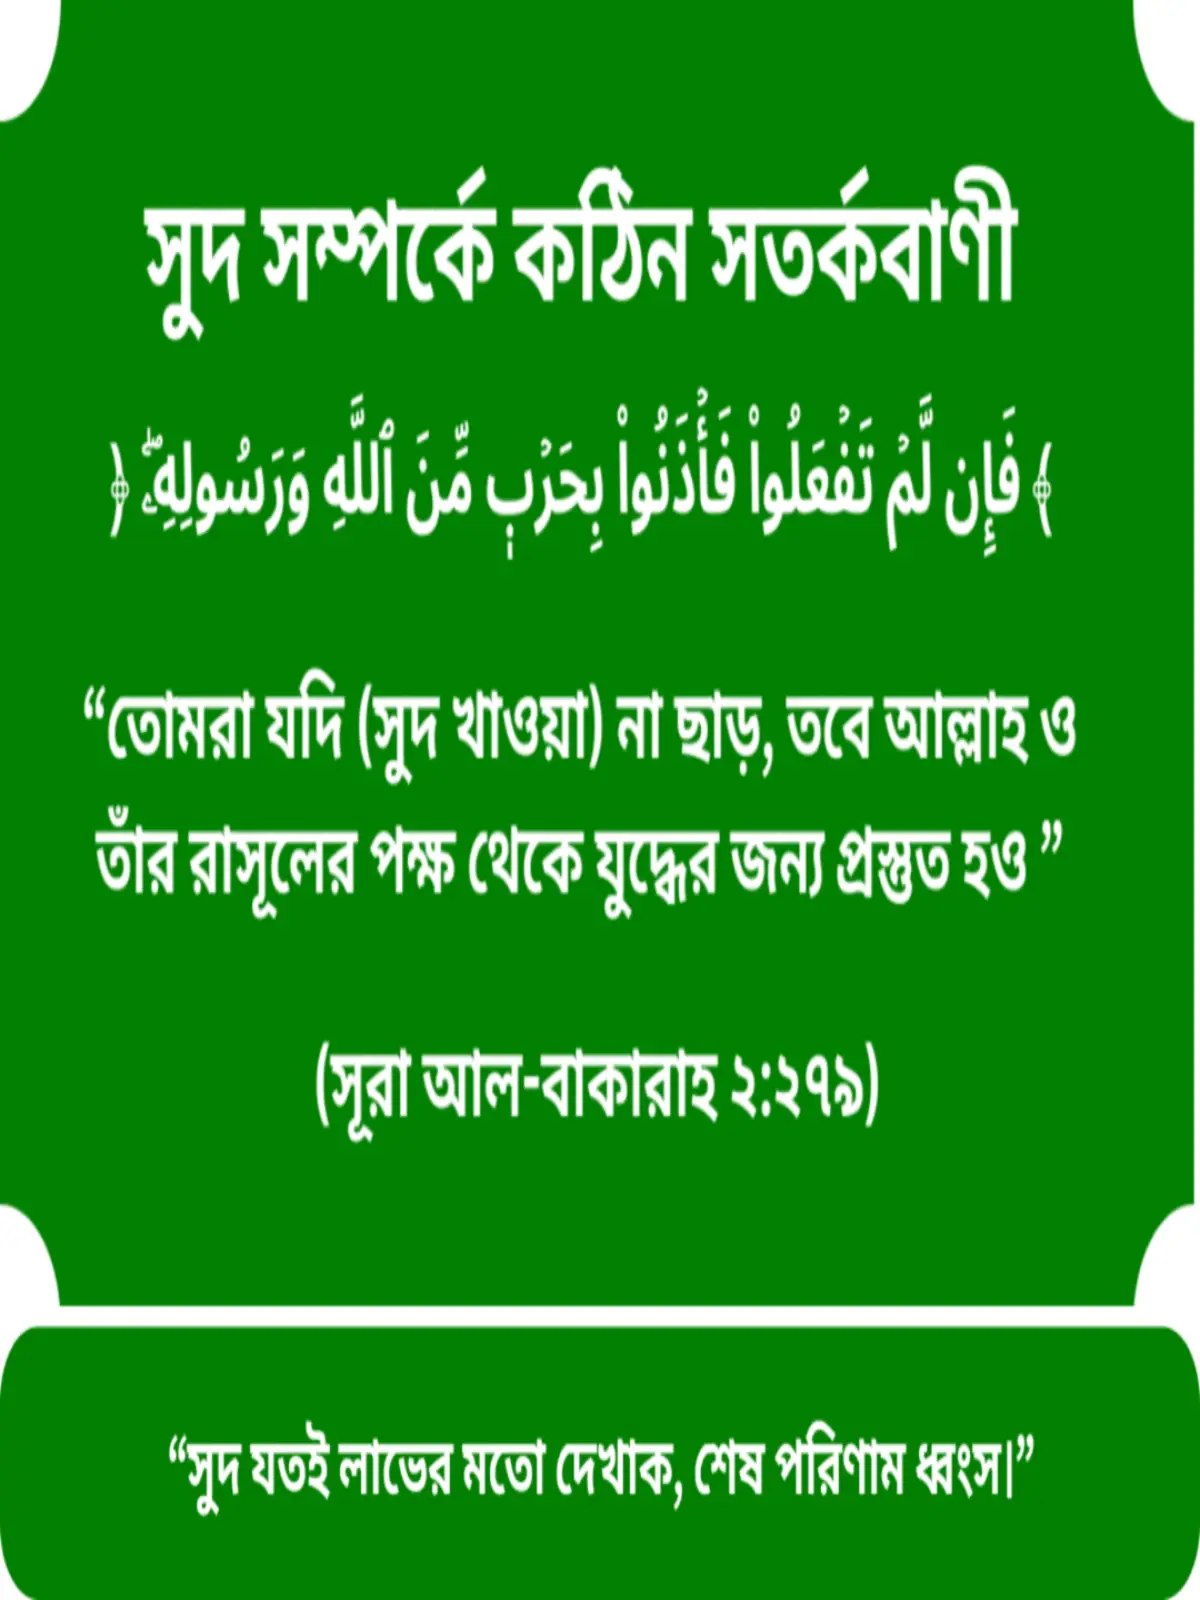 সুদ সম্পর্কে কঠিন সতর্কবাণী
﴿ فَإِن لَّمۡ تَفۡعَلُواْ فَأۡذَنُواْ بِحَرۡبٖ مِّنَ ٱللَّهِ وَرَسُولِهِۦۖ ﴾
“তোমরা যদি (সুদ খাওয়া) না ছাড়, তবে আল্লাহ ও
তাঁর রাসূলের পক্ষ থেকে যুদ্ধের জন্য প্রস্তুত হও ”
(সূরা আল-বাকারাহ ২:২৭৯)
“সুদ যতই লাভের মতো দেখাক, শেষ পরিণাম ধ্বংস।”